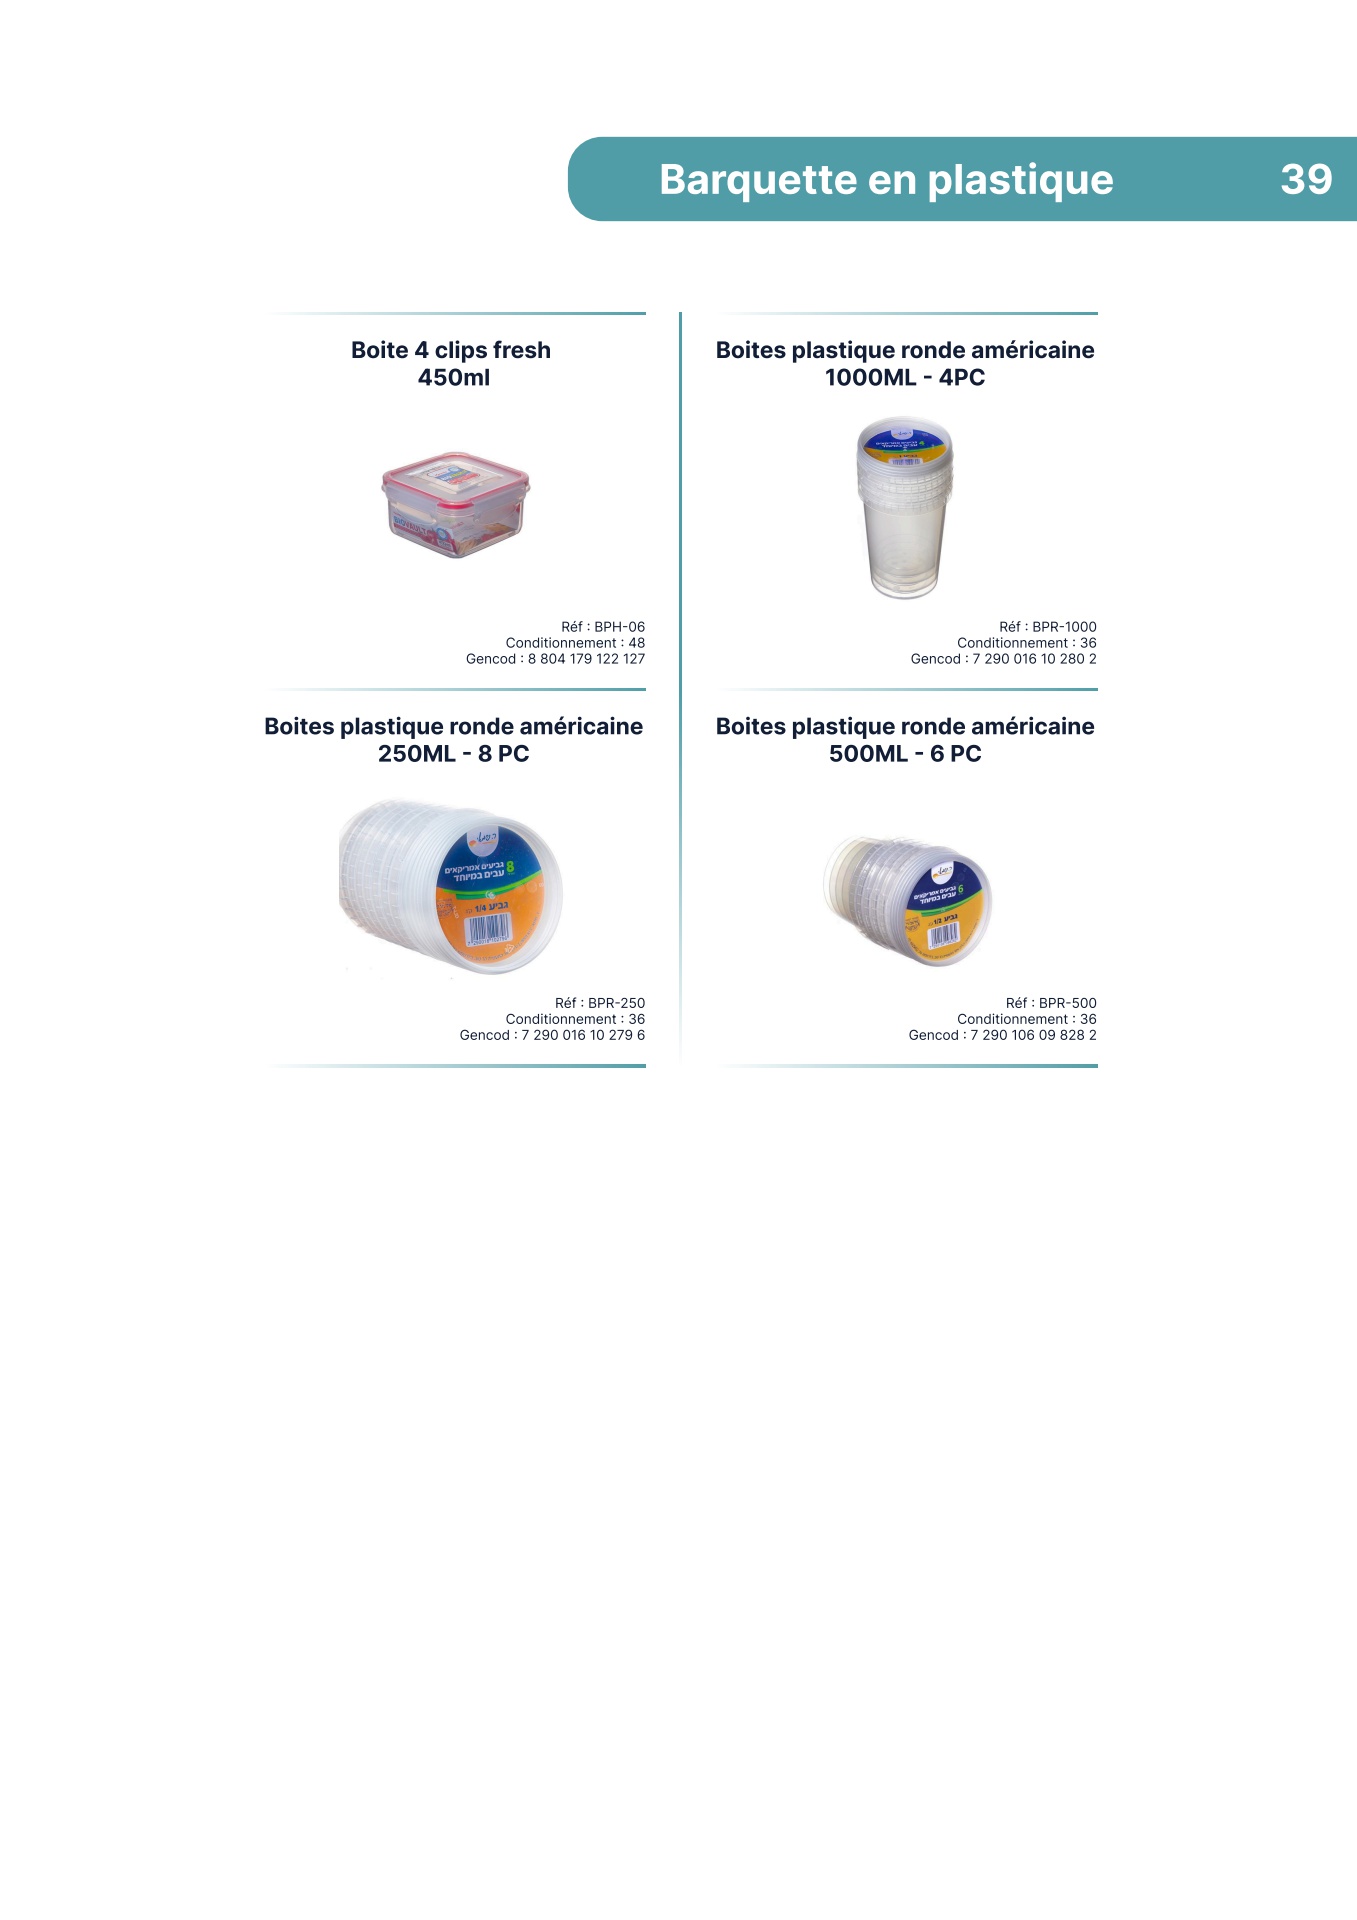 Barquette en plastique
39
Boite 4 clips fresh
450ml
Réf : BPH-06
Conditionnement : 48
Gencod : 8 804 179 122 127
Boites plastique ronde américaine
1000ML - 4PC
Réf : BPR-1000
Conditionnement : 36
Gencod : 7 290 016 10 280 2
Boites plastique ronde américaine
250ML - 8 PC
8
גביעים אמריקאים
עבים במיוחד
גביע 1/4
Réf : BPR-250
Conditionnement : 36
Gencod : 7 290 016 10 279 6
Boites plastique ronde américaine
500ML - 6 PC
6
גביעים אמריקאים
עבים במיוחד
גביע 1/2
Réf : BPR-500
Conditionnement : 36
Gencod : 7 290 106 09 828 2